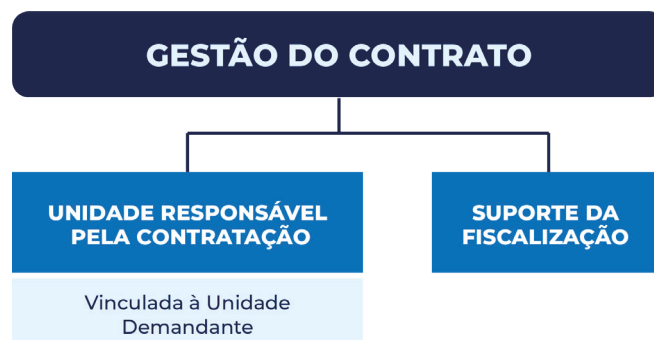 GESTÃO DO CONTRATO
UNIDADE RESPONSÁVEL
PELA CONTRATAÇÃO
SUPORTE DA
FISCALIZAÇÃO
Vinculada à Unidade
Demandante